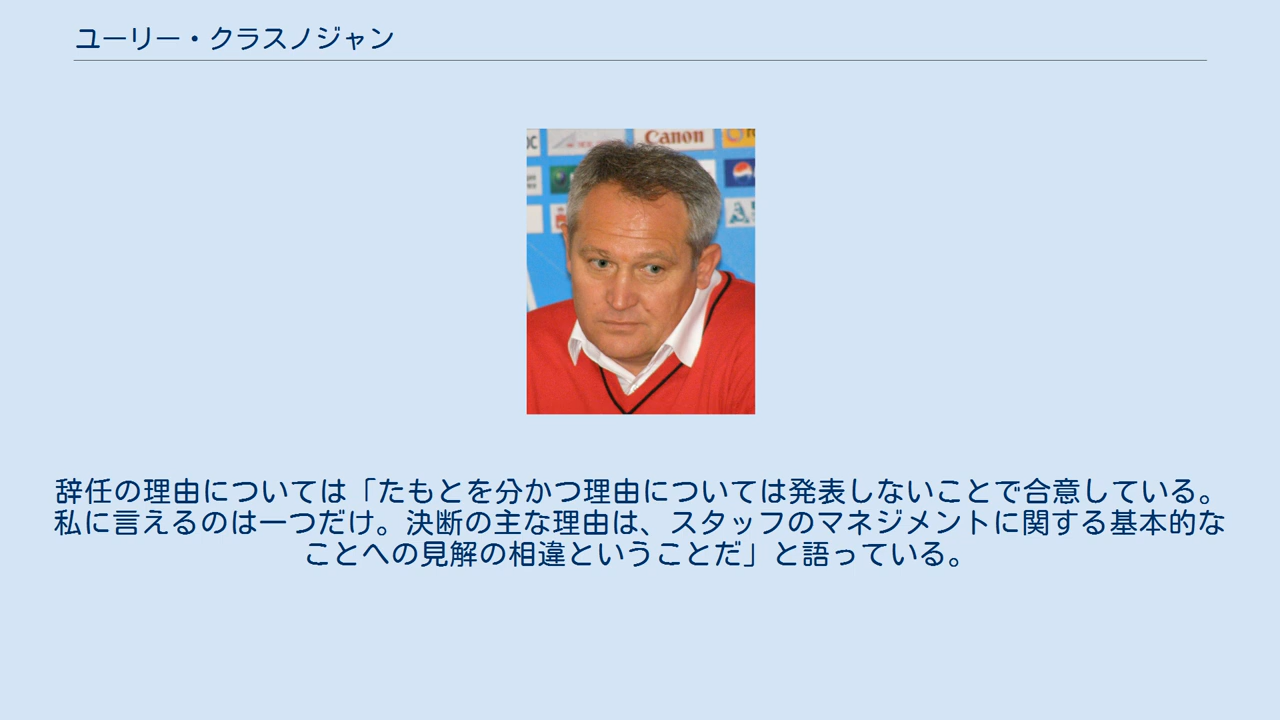 ユーリー・クラスノジャン
Canon
辞任の理由については「たもとを分かつ理由については発表しないことで合意している。
私に言えるのは一つだけ。決断の主な理由は、スタッフのマネジメントに関する基本的な
ことへの見解の相違ということだ」と語っている。